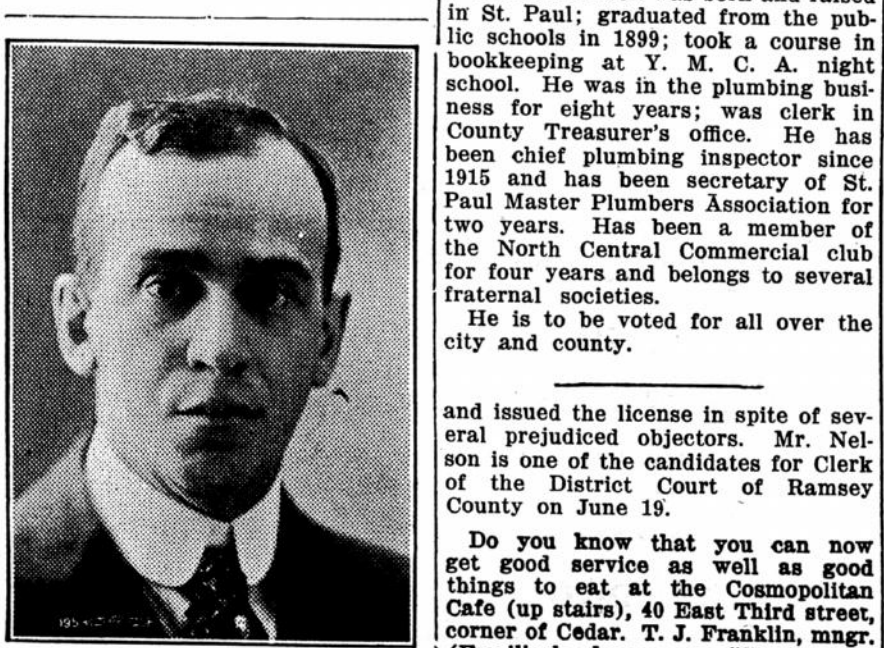 in St. Paul; graduated from the pub-
lic schools in 1899; took a course in
bookkeeping at Y. M. C. A. night
school. He was in the plumbing busi-
ness for eight years; was clerk in
County Treasurer's office. He has
been chief plumbing inspector since
1915 and has been secretary of St.
Paul Master Plumbers Association for
two years. Has been a member of
the North Central Commercial club
for four years and belongs to several
fraternal societies.
He is to be voted for all over the
city and county.
and issued the license in spite of sev-
eral prejudiced objectors. Mr. Nel-
son is one of the candidates for Clerk
of the District Court of Ramsey
County on June 19.
Do you know that you can now
get good service as well as good
things to eat at the Cosmopolitan
Cafe (up stairs), 40 East Third street,
corner of Cedar. T. J. Franklin, mngr.